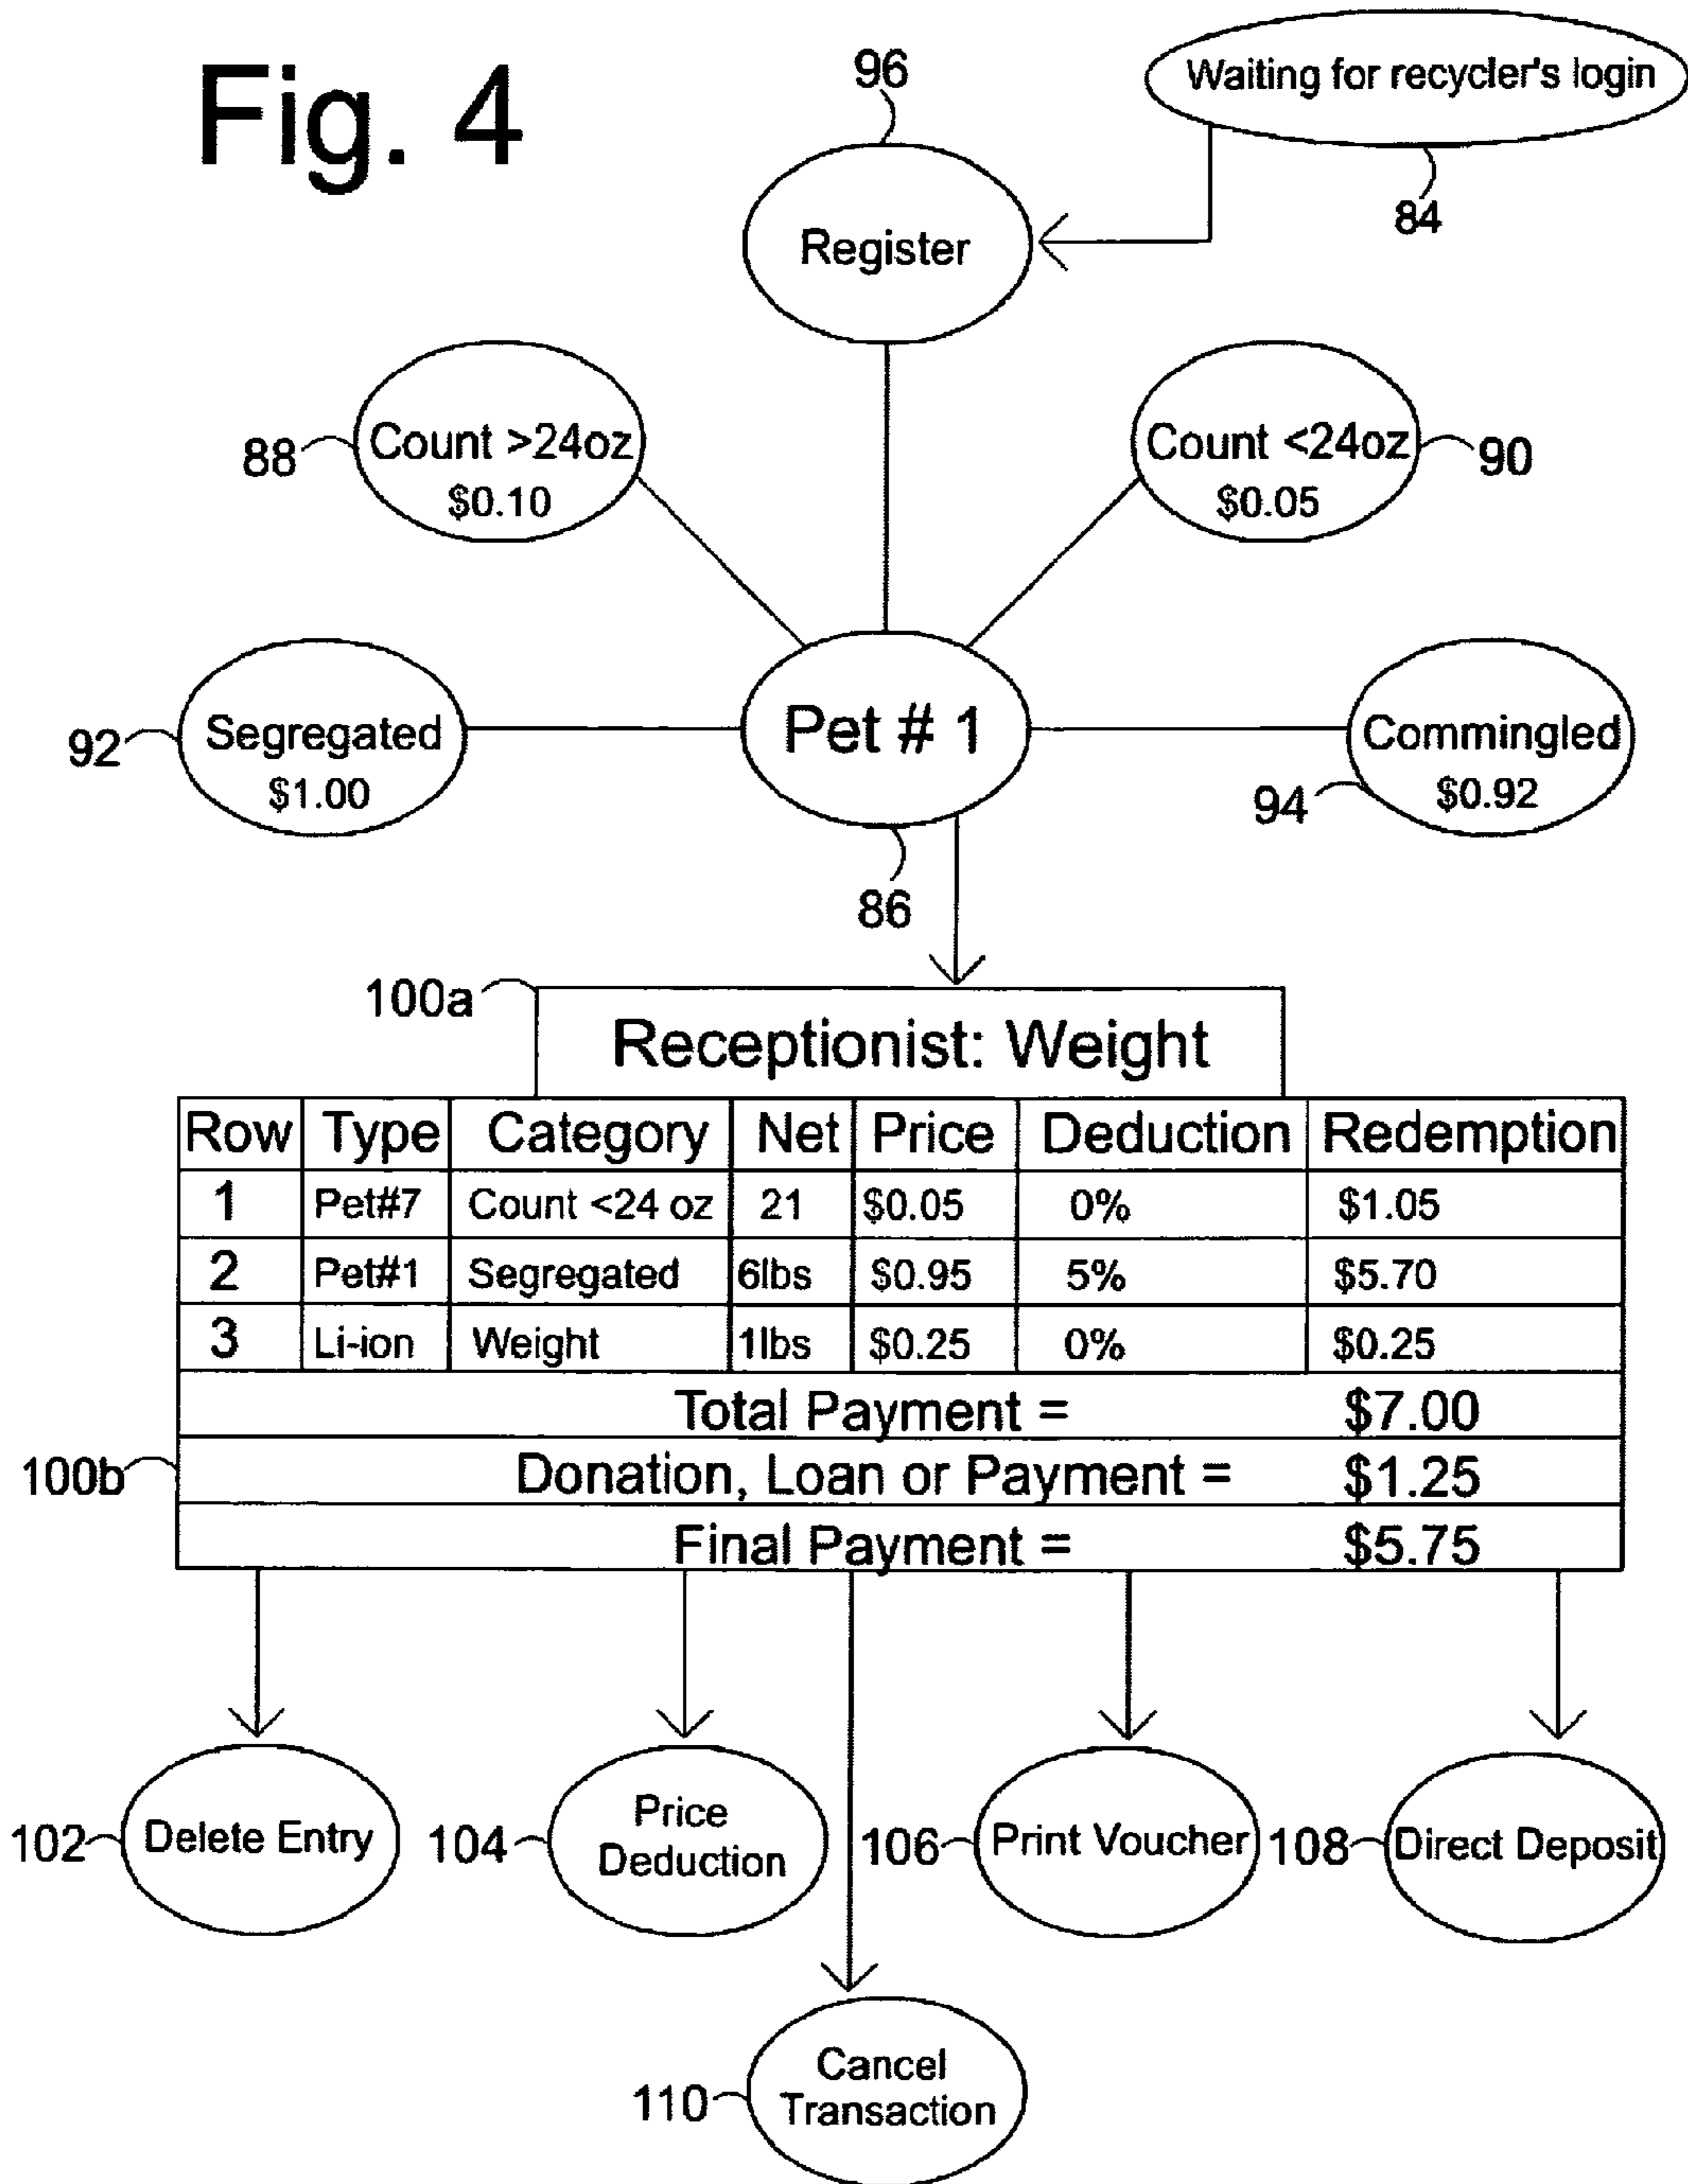 Fig. 4
96
Waiting for recycler's login
84
Register
88
Count >24oz
$0.10
Count <24oz
$0.05
90
92
Segregated
$1.00
Pet # 1
Commingled
$0.92
94
86
100a
Receptionist: Weight
Row Type Category Net Price Deduction Redemption
1 Pet#7 Count <24 oz 21 $0.05 0% $1.05
2 Pet#1 Segregated 6lbs $0.95 5% $5.70
3 Li-ion Weight 1lbs $0.25 0% $0.25
Total Payment = $7.00
100b
Donation, Loan or Payment = $1.25
Final Payment = $5.75
102
Delete Entry
104
Price
Deduction
106
Print Voucher
108
Direct Deposit
110
Cancel
Transaction